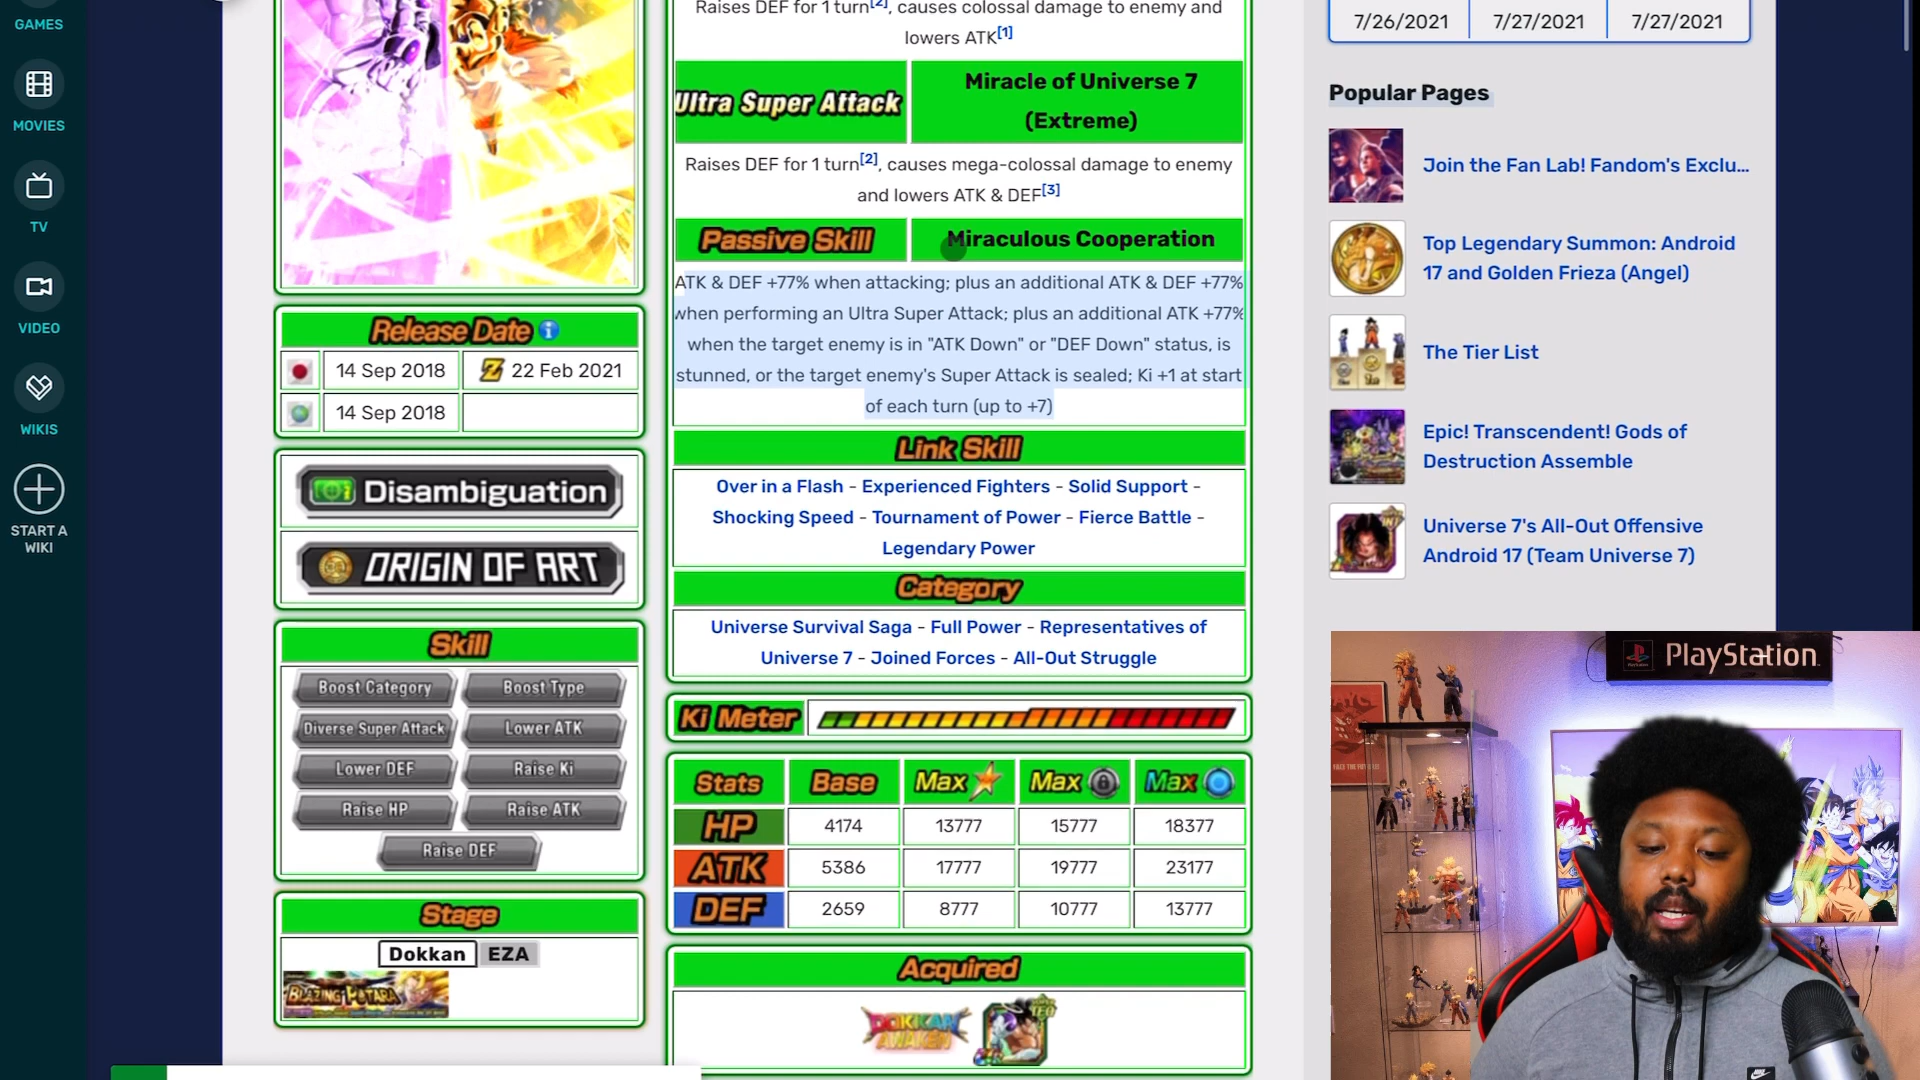 GAMES
MOVIES
TV
VIDEO
WIKIS
START A
WIKI
Release Date
14 Sep 2018
22 Feb 2021
14 Sep 2018
Disambiguation
ORIGIN OF ART
Skill
Boost Category
Boost Type
Diverse Super Attack
Lower ATK
Lower DEF
Raise Ki
Raise HP
Raise ATK
Raise DEF
Stage
Dokkan EZA
BLAZING POTARA
Raises DEF for 1 turn[2], causes colossal damage to enemy and
lowers ATK[1]
Ultra Super Attack
Miracle of Universe 7
(Extreme)
Raises DEF for 1 turn[2], causes mega-colossal damage to enemy
and lowers ATK & DEF[3]
Passive Skill
Miraculous Cooperation
ATK & DEF +77% when attacking; plus an additional ATK & DEF +77%
when performing an Ultra Super Attack; plus an additional ATK +77%
when the target enemy is in "ATK Down" or "DEF Down" status, is
stunned, or the target enemy's Super Attack is sealed; Ki +1 at start
of each turn (up to +7)
Link Skill
Over in a Flash - Experienced Fighters - Solid Support -
Shocking Speed - Tournament of Power - Fierce Battle -
Legendary Power
Category
Universe Survival Saga - Full Power - Representatives of
Universe 7 - Joined Forces - All-Out Struggle
Ki Meter
Stats Base Max Max Max
HP 4174 13777 15777 18377
ATK 5386 17777 19777 23177
DEF 2659 8777 10777 13777
Acquired
DOKKAN
AWAKEN
7/26/2021 7/27/2021 7/27/2021
Popular Pages
Join the Fan Lab! Fandom's Exclu...
Top Legendary Summon: Android
17 and Golden Frieza (Angel)
The Tier List
Epic! Transcendent! Gods of
Destruction Assemble
Universe 7's All-Out Offensive
Android 17 (Team Universe 7)
PlayStation